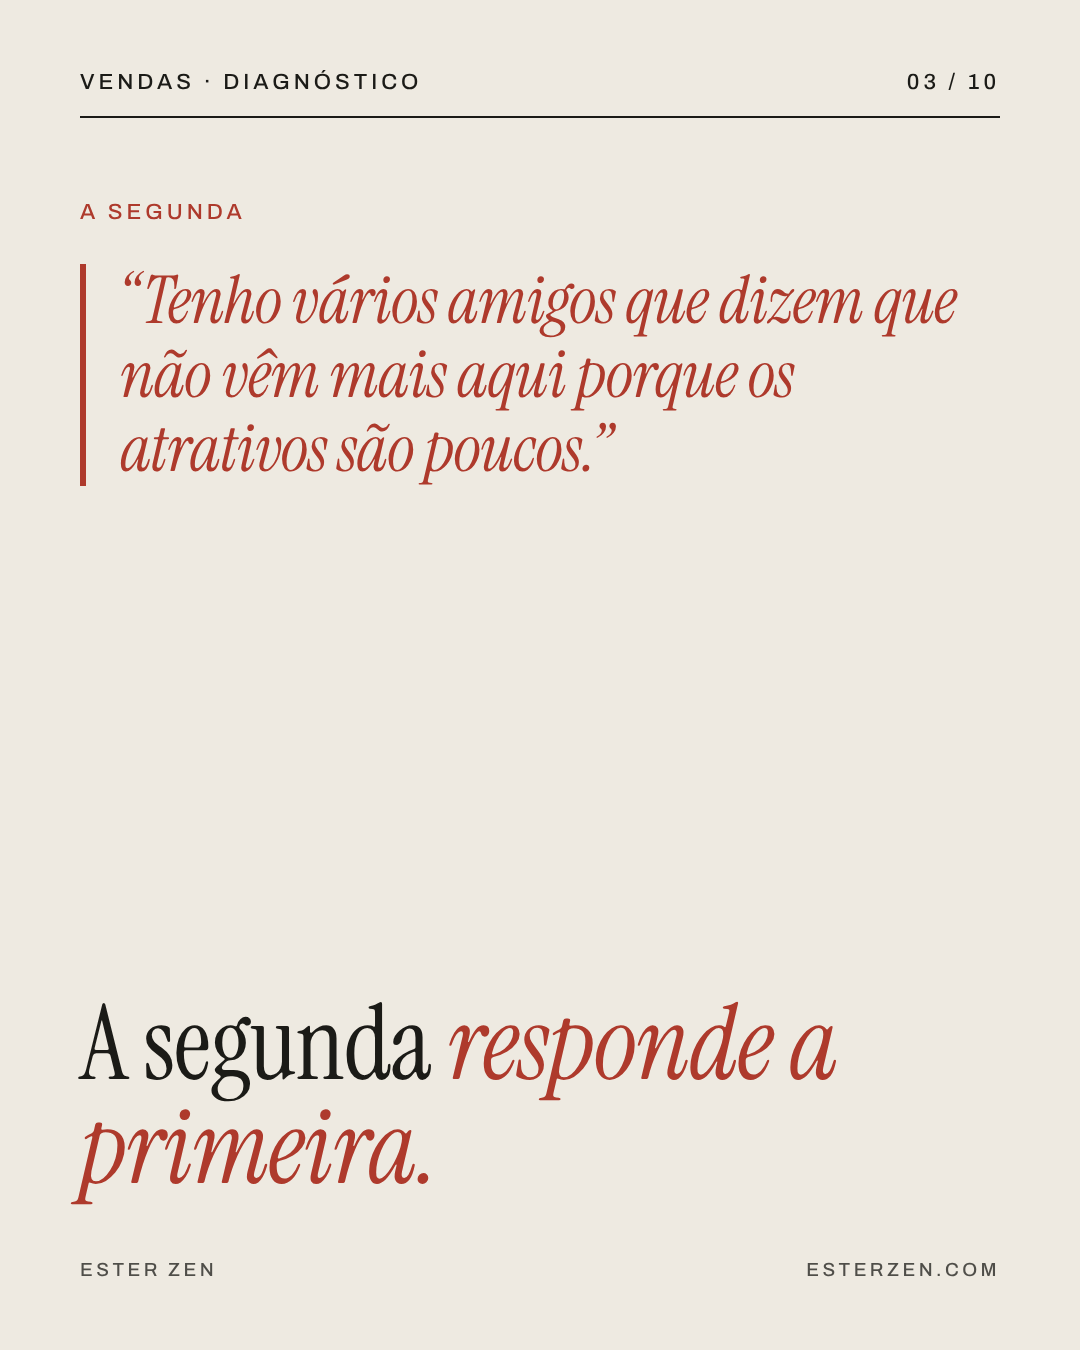 VENDAS · DIAGNÓSTICO
03 / 10
A SEGUNDA
“Tenho vários amigos que dizem que
não vêm mais aqui porque os
atrativos são poucos.”
A segunda responde a
primeira.
ESTER ZEN
ESTERZEN.COM